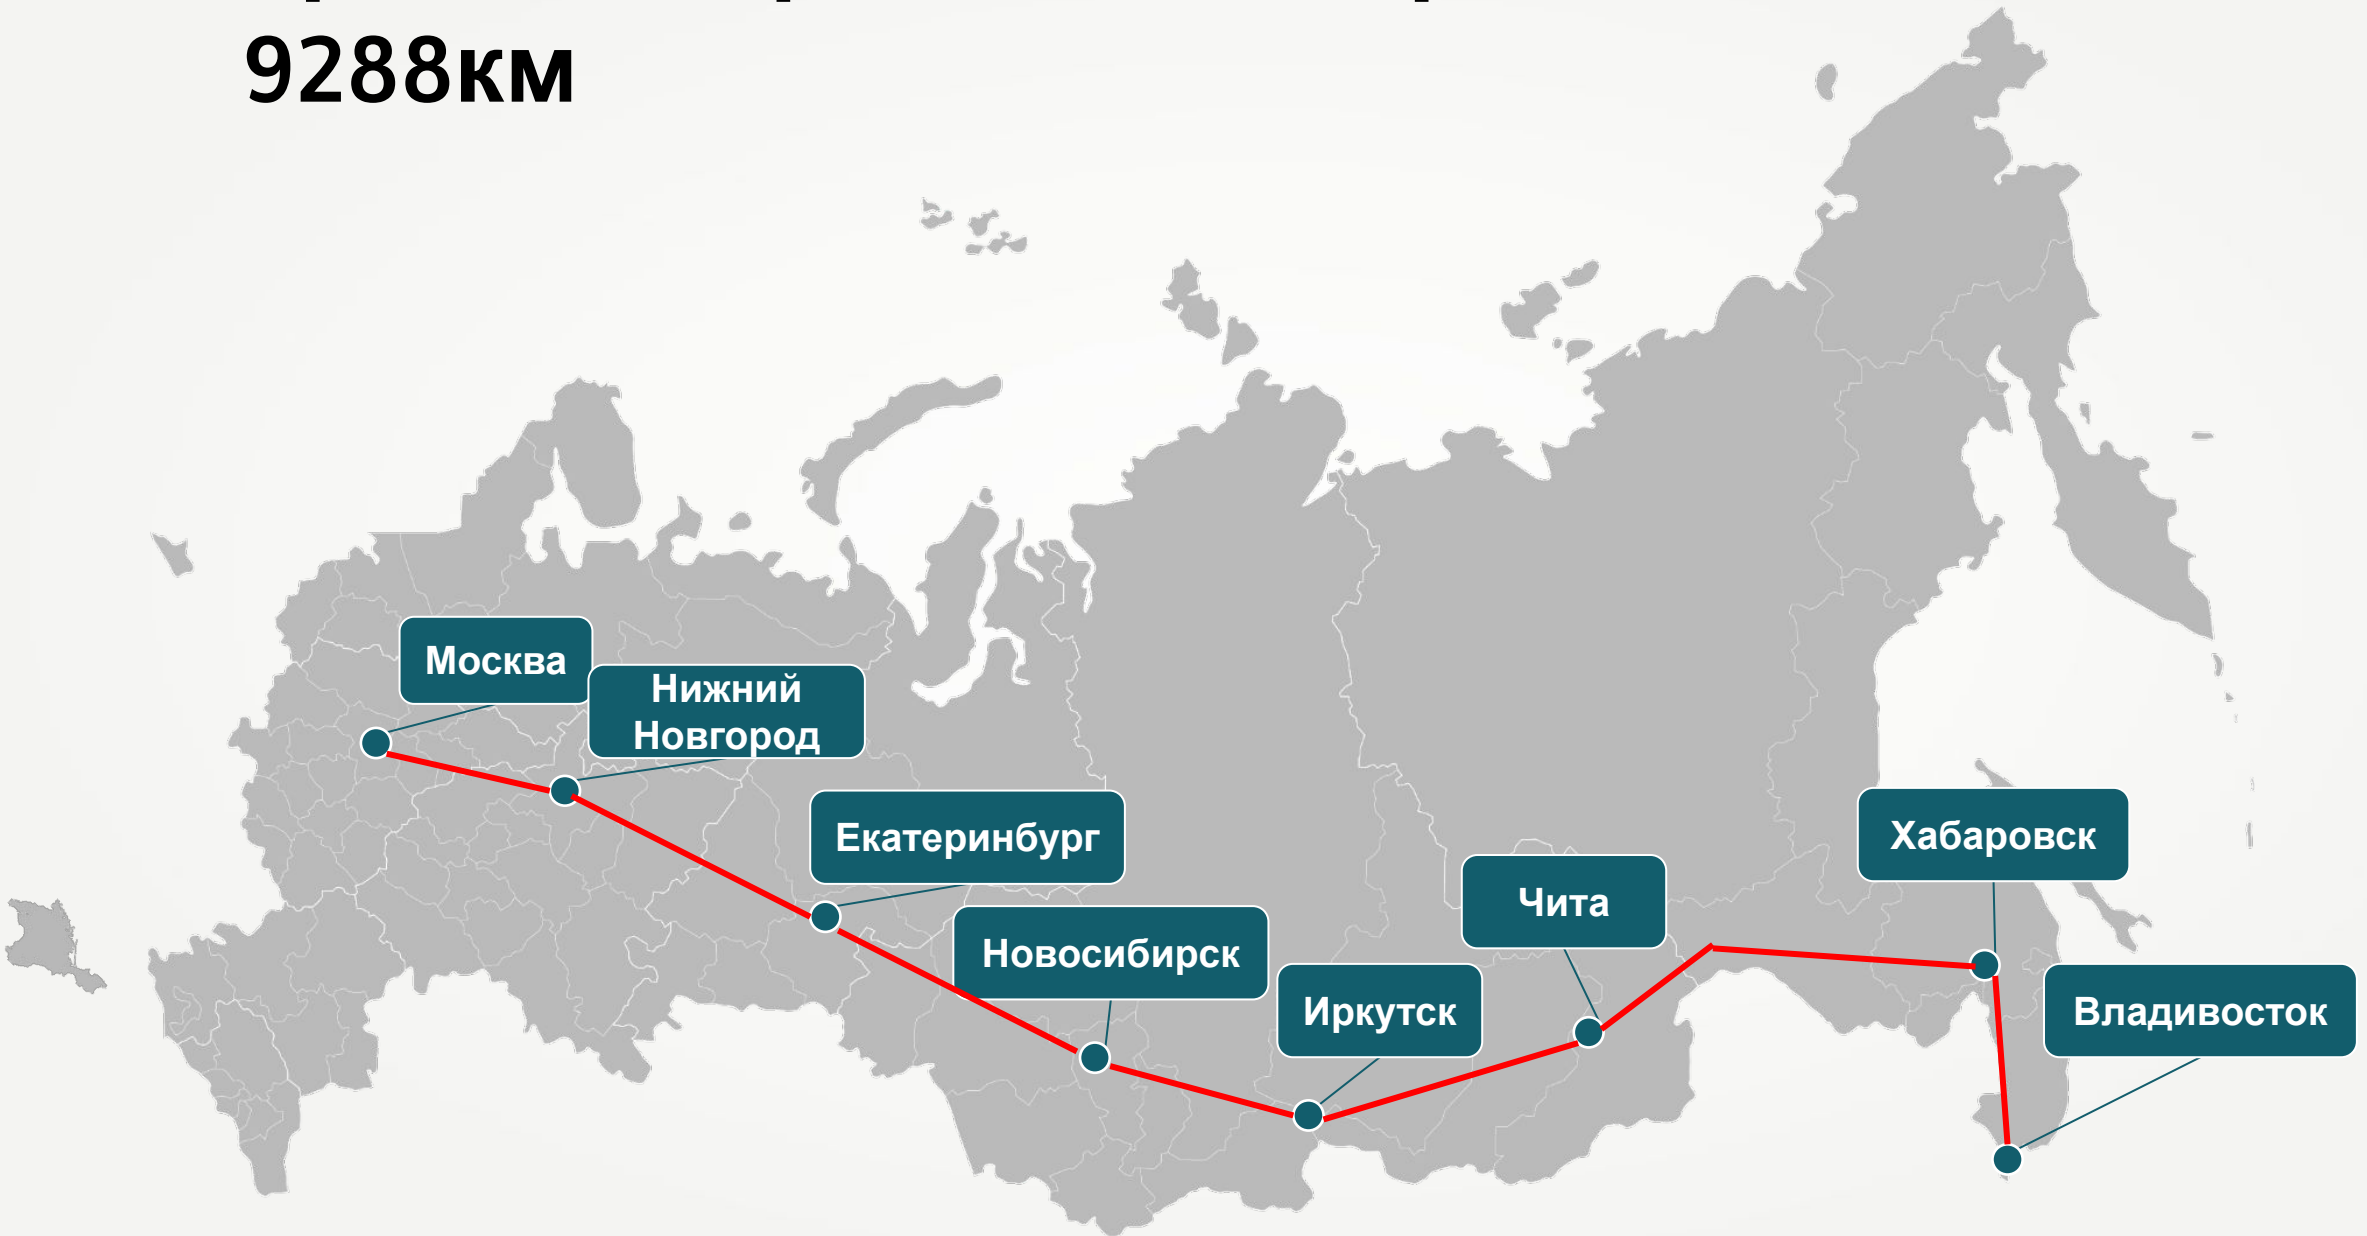 9288км
Москва
Нижний
Новгород
Екатеринбург
Хабаровск
Чита
Новосибирск
Иркутск
Владивосток